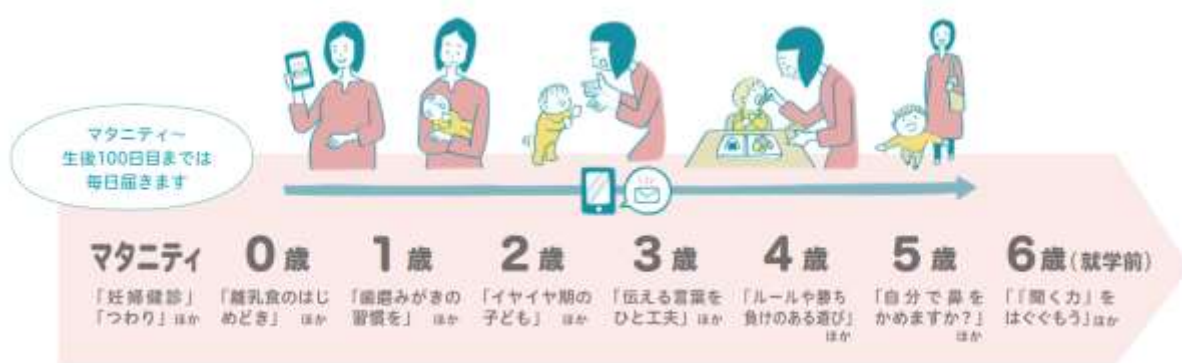 マタニティ〜
生後100日目までは
毎日届きます
マタニティ
「妊婦健診」
「つわり」ほか
0歳
「離乳食のはじ
めどき」 ほか
1歳
「歯磨みがきの
習慣を」 ほか
2歳
「イヤイヤ期の
子ども」 ほか
3歳
「伝える言葉を
ひと工夫」ほか
4歳
「ルールや勝ち
負けのある遊び」
ほか
5歳
「自分で鼻を
かめますか？」
ほか
6歳(就学前)
「「聞く力」を
はぐくもう」ほか